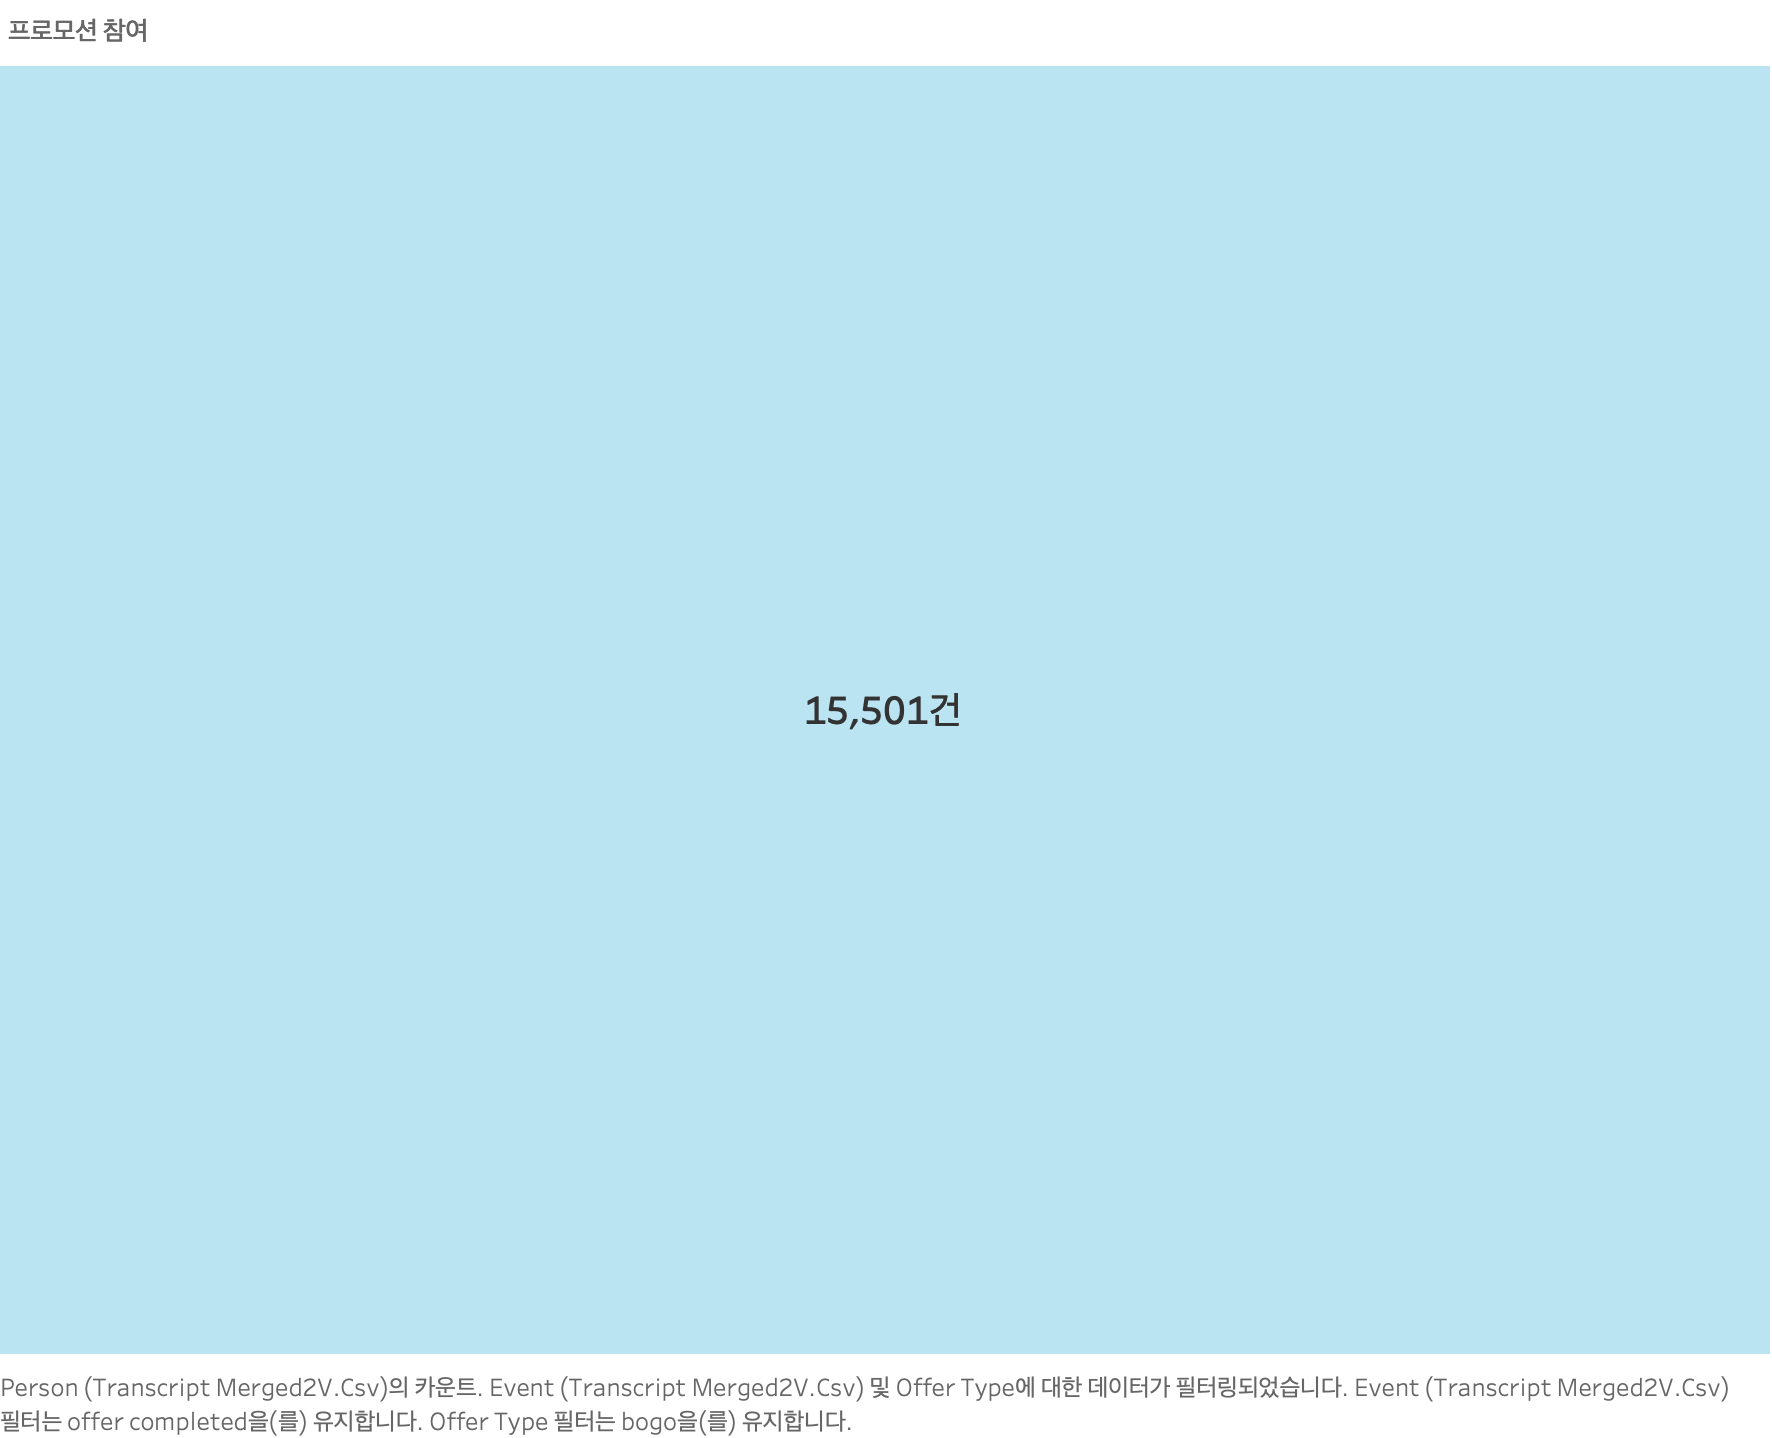 프로모션 참여
15,501건
Person (Transcript Merged2V.Csv)의 카운트. Event (Transcript Merged2V.Csv) 및 Offer Type에 대한 데이터가 필터링되었습니다. Event (Transcript Merged2V.Csv)
필터는 offer completed을(를) 유지합니다. Offer Type 필터는 bogo을(를) 유지합니다.